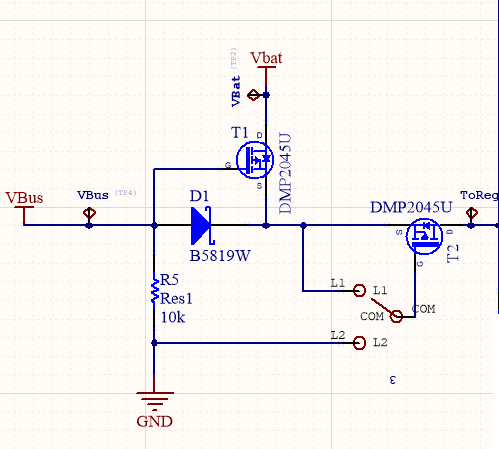 Vbat
(TP2)
VBat
T1
D
G
S
DMP2045U
VBus
VBus (TP4)
D1
B5819W
DMP2045U
ToReg
S
D
G
T2
R5
Res1
10k
L1 L1
COM COM
L2 L2
3
GND